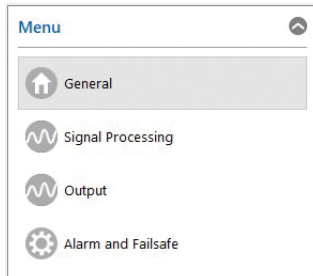 Menu
General
Signal Processing
Output
Alarm and Failsafe